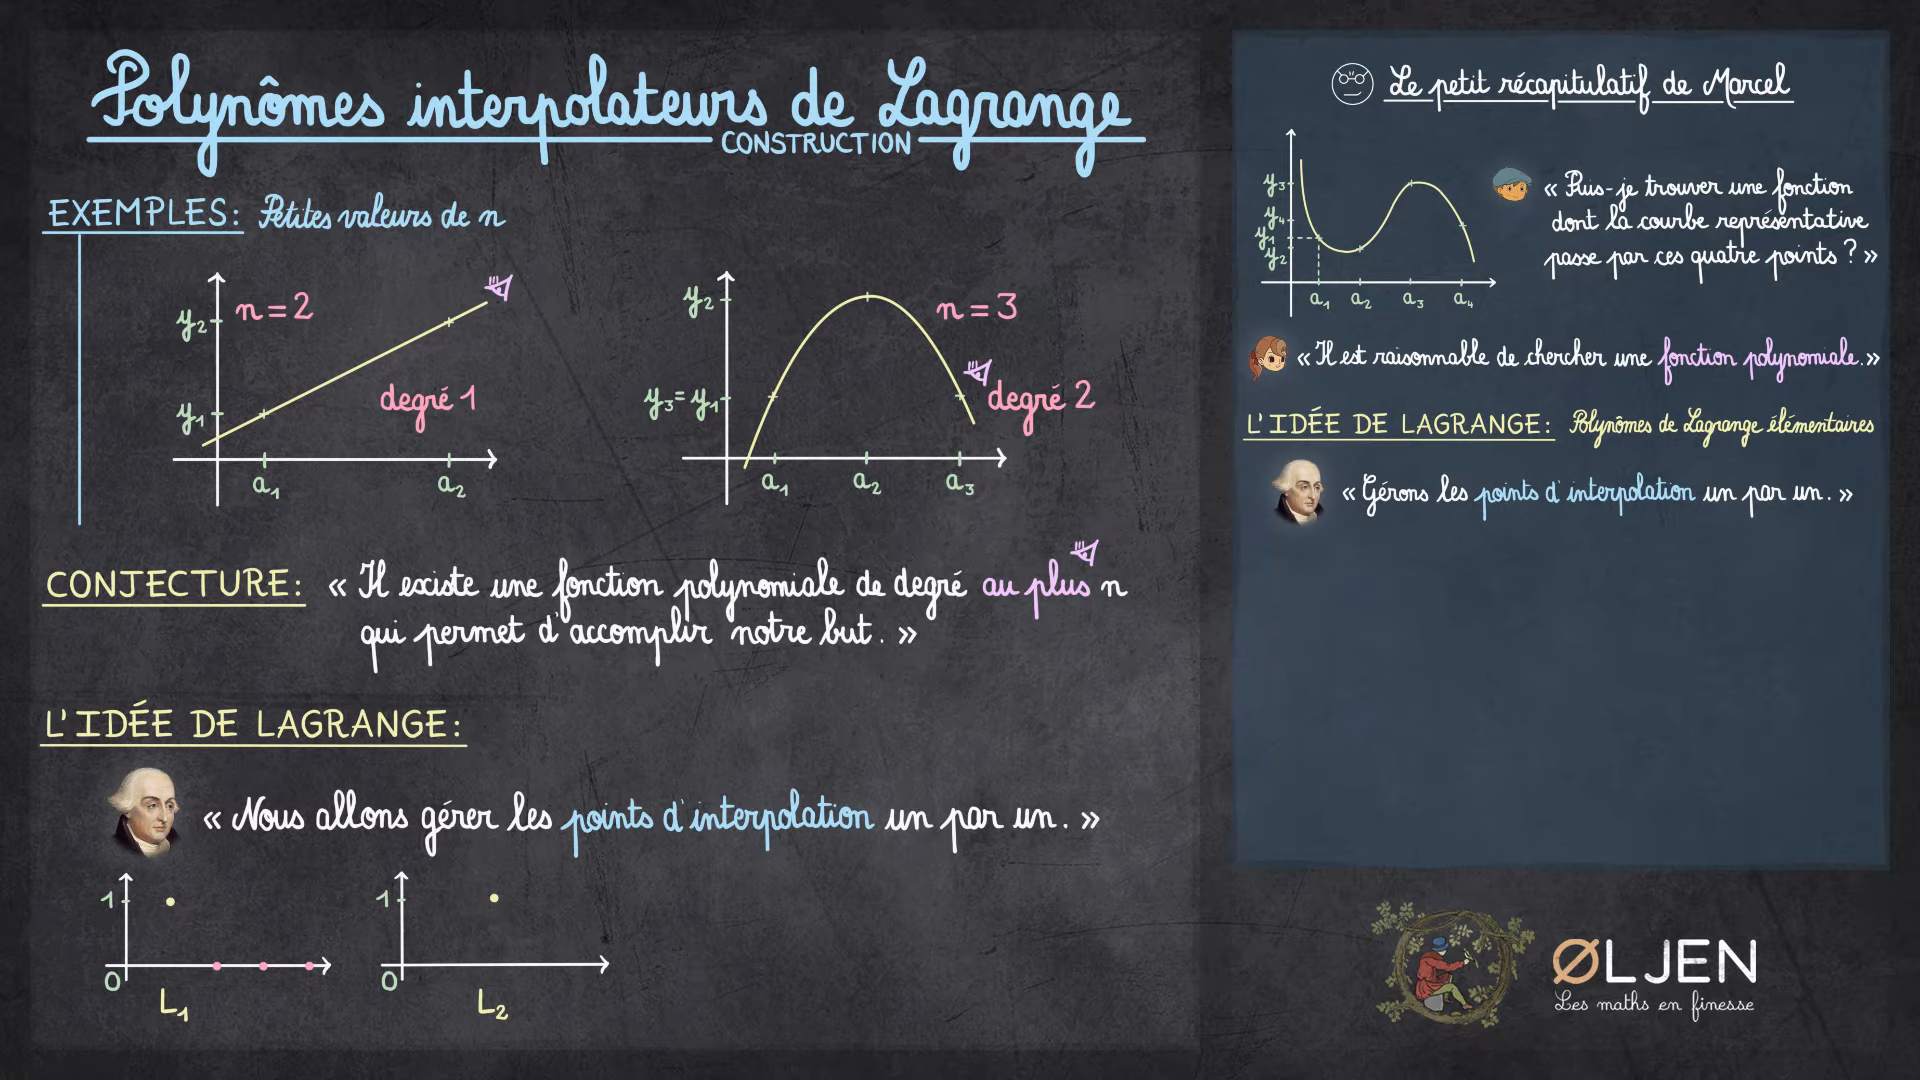 Polynômes interpolateurs de Lagrange
CONSTRUCTION
EXEMPLES: Petites valeurs de n
y₂
n = 2
y₁
degré 1
a₁
a₂
y₂
n = 3
y₃ = y₁
degré 2
a₁
a₂
a₃
CONJECTURE: « Il existe une fonction polynomiale de degré au plus n
qui permet d'accomplir notre but. »
L'IDÉE DE LAGRANGE:
« Nous allons gérer les points d'interpolation un par un. »
1
0
L₁
1
0
L₂
Le petit récapitulatif de Marcel
y₃
y₄
y₁
y₂
a₁
a₂
a₃
a₄
« Puis-je trouver une fonction
dont la courbe représentative
passe par ces quatre points ? »
« Il est raisonnable de chercher une fonction polynomiale. »
L'IDÉE DE LAGRANGE: Polynômes de Lagrange élémentaires
« Gérons les points d'interpolation un par un. »
ØLJEN
Les maths en finesse